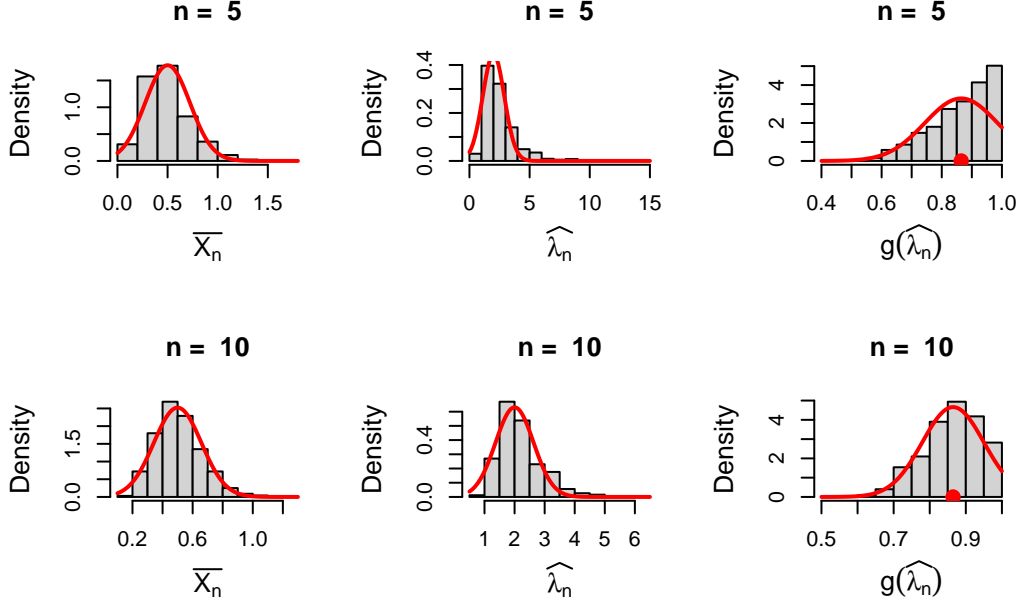 n = 5
Density
0.0 1.0
0.0 0.5 1.0 1.5
X̅n
n = 5
Density
0.0 0.2 0.4
0 5 10 15
λ̂n
n = 5
Density
0 2 4
0.4 0.6 0.8 1.0
g(λ̂n)
n = 10
Density
0.0 1.5
0.2 0.6 1.0
X̅n
n = 10
Density
0.0 0.4
1 2 3 4 5 6
λ̂n
n = 10
Density
0 2 4
0.5 0.7 0.9
g(λ̂n)